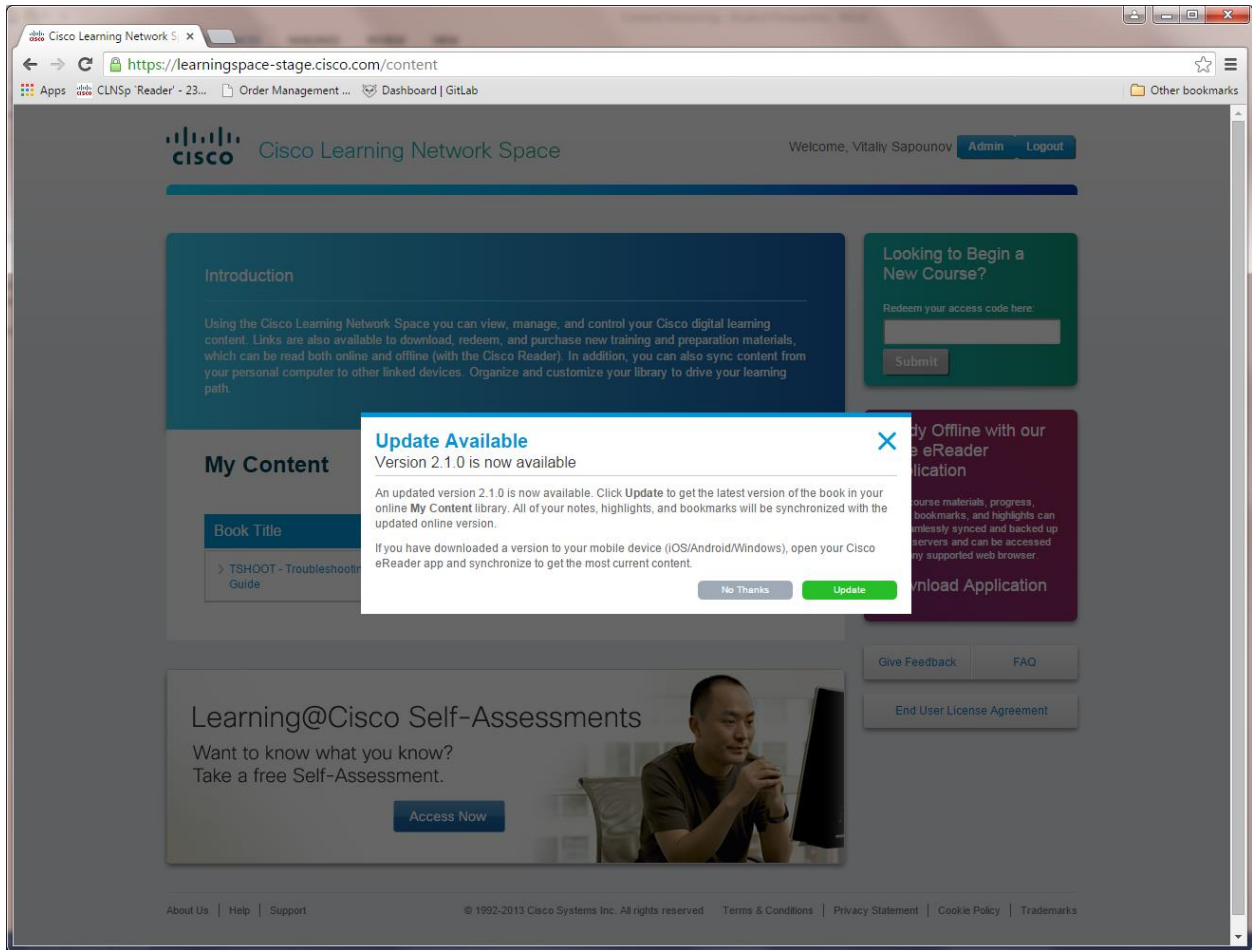 Cisco Learning Network S
https://learningspace-stage.cisco.com/content
Apps CLNSp 'Reader' - 23... Order Management ... Dashboard | GitLab Other bookmarks
CISCO Cisco Learning Network Space
Welcome, Vitaliy Sapounov Admin Logout
Introduction
Using the Cisco Learning Network Space you can view, manage, and control your Cisco digital learning
content. Links are also available to download, redeem, and purchase new training and preparation materials,
which can be read both online and offline (with the Cisco Reader). In addition, you can also sync content from
your personal computer to other linked devices. Organize and customize your library to drive your learning
path.
Looking to Begin a
New Course?
Redeem your access code here:
Submit
My Content
Book Title
TSHOOT - Troubleshootin
Guide
Update Available
Version 2.1.0 is now available
An updated version 2.1.0 is now available. Click Update to get the latest version of the book in your
online My Content library. All of your notes, highlights, and bookmarks will be synchronized with the
updated online version.
If you have downloaded a version to your mobile device (iOS/Android/Windows), open your Cisco
eReader app and synchronize to get the most current content.
No Thanks Update
dy Offline with our
e eReader
lication
ourse materials, progress,
bookmarks, and highlights can
amlessly synced and backed up
servers and can be accessed
ny supported web browser.
wnload Application
Give Feedback FAQ
End User License Agreement
Learning@Cisco Self-Assessments
Want to know what you know?
Take a free Self-Assessment.
Access Now
About Us | Help | Support © 1992-2013 Cisco Systems Inc. All rights reserved Terms & Conditions | Privacy Statement | Cookie Policy | Trademarks